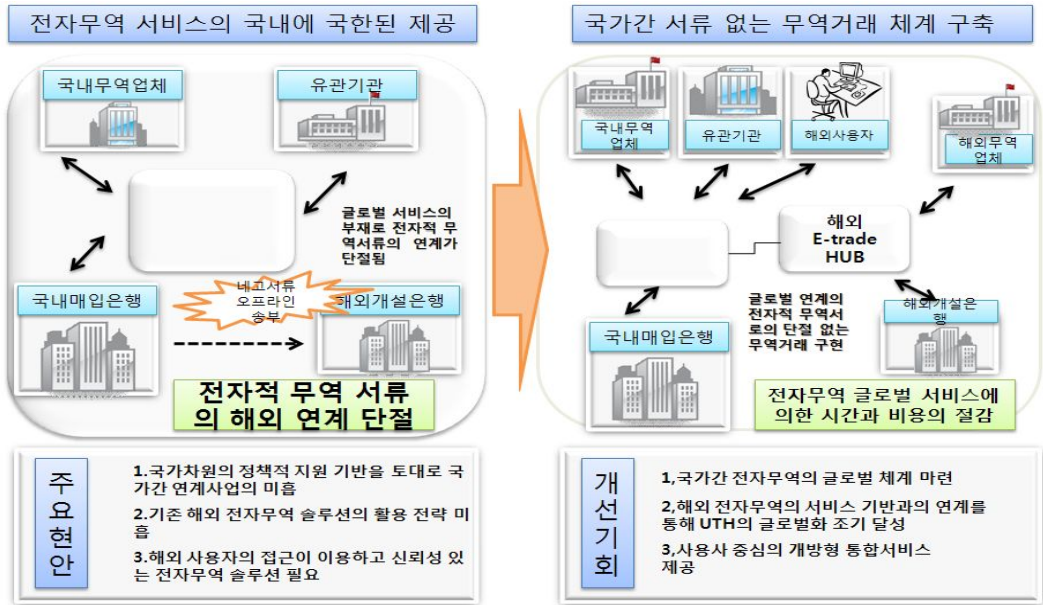 전자무역 서비스의 국내에 국한된 제공
국내무역업체
유관기관
글로벌 서비스의
부재로 전자적 무
역서류의 연계가
단절됨
국내매입은행
네고서류
오프라인
송부
해외개설은행
전자적 무역 서류
의 해외 연계 단절
주요현안
1.국가차원의 정책적 지원 기반을 토대로 국
가간 연계사업의 미흡
2.기존 해외 전자무역 솔루션의 활용 전략 미
흡
3.해외 사용자의 접근이 이용하고 신뢰성 있
는 전자무역 솔루션 필요
국가간 서류 없는 무역거래 체계 구축
국내무역
업체
유관기관
해외사용자
해외무역
업체
해외
E-trade
HUB
글로벌 연계의
전자적 무역서
로의 단절 없는
무역거래 구현
국내매입은행
해외개설은
행
전자무역 글로벌 서비스에
의한 시간과 비용의 절감
개선기회
1,국가간 전자무역의 글로벌 체계 마련
2,해외 전자무역의 서비스 기반과의 연계를
통해 UTH의 글로벌화 조기 달성
3,사용사 중심의 개방형 통합서비스
제공